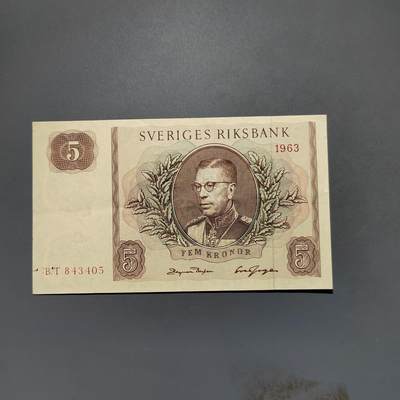 SVERIGES RIKSBANK
5
1963
FEM KRONOR
5
5
BT 843405